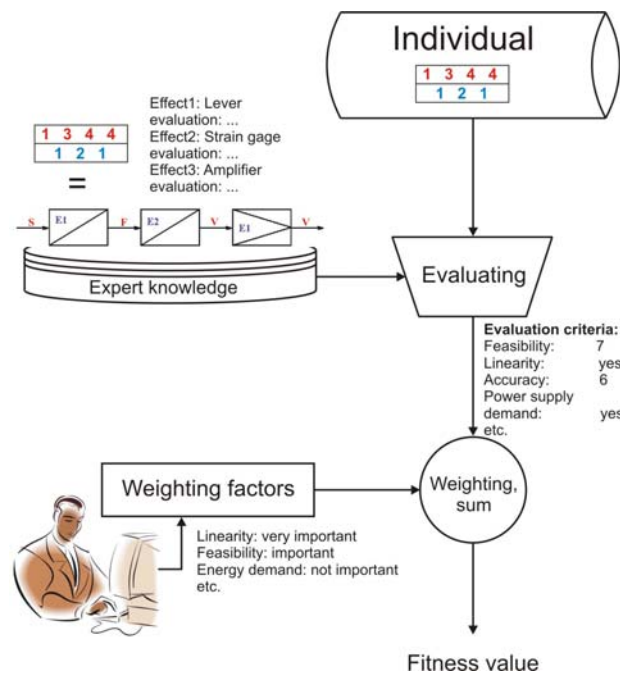 Individual
1 3 4 4
1 2 1
Effect1: Lever
evaluation: ...
Effect2: Strain gage
evaluation: ...
Effect3: Amplifier
evaluation: ...
1 3 4 4
1 2 1
=
S E1 F E2 V E1 V
Expert knowledge
Evaluating
Evaluation criteria:
Feasibility: 7
Linearity: yes
Accuracy: 6
Power supply
demand: yes
etc.
Weighting factors
Weighting,
sum
Linearity: very important
Feasibility: important
Energy demand: not important
etc.
Fitness value